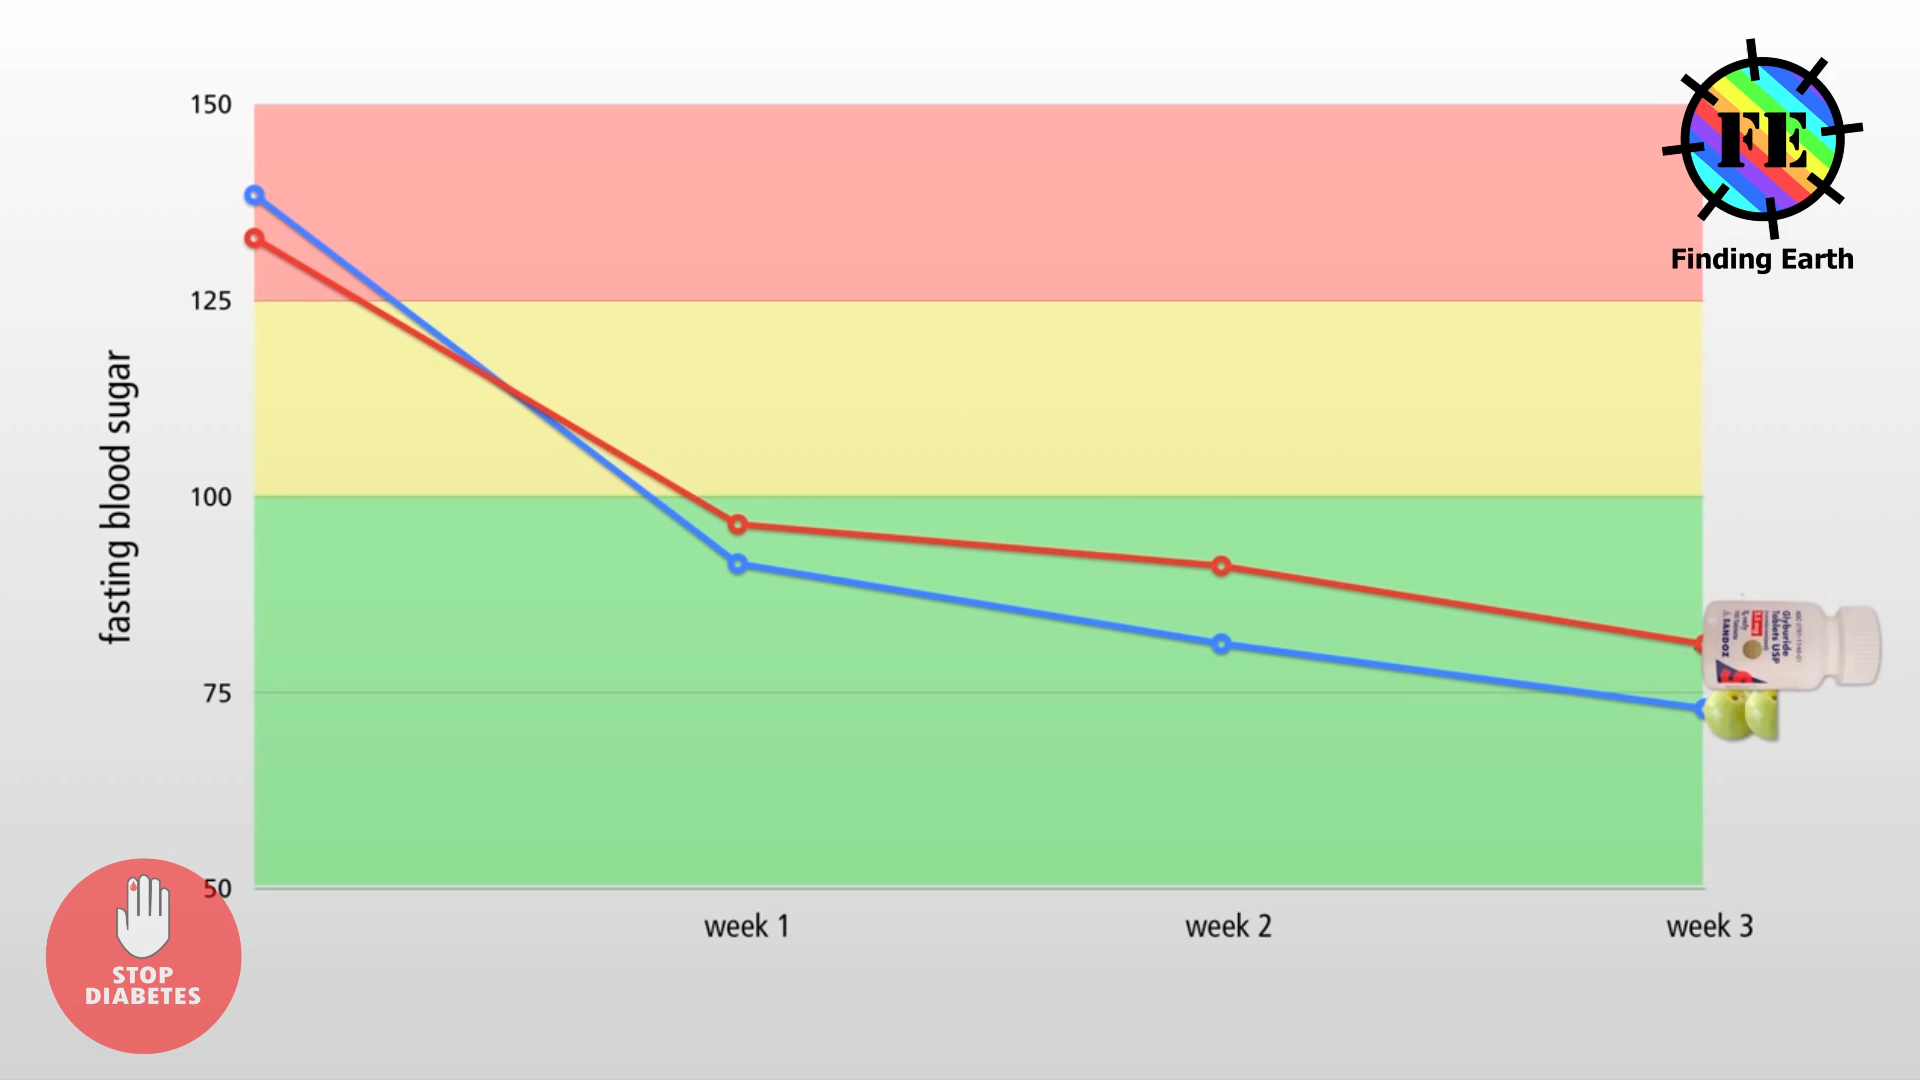 150
125
100
75
50
fasting blood sugar
week 1
week 2
week 3
FE
Finding Earth
Glyburide
Tablets USP
SANDOZ
STOP
DIABETES